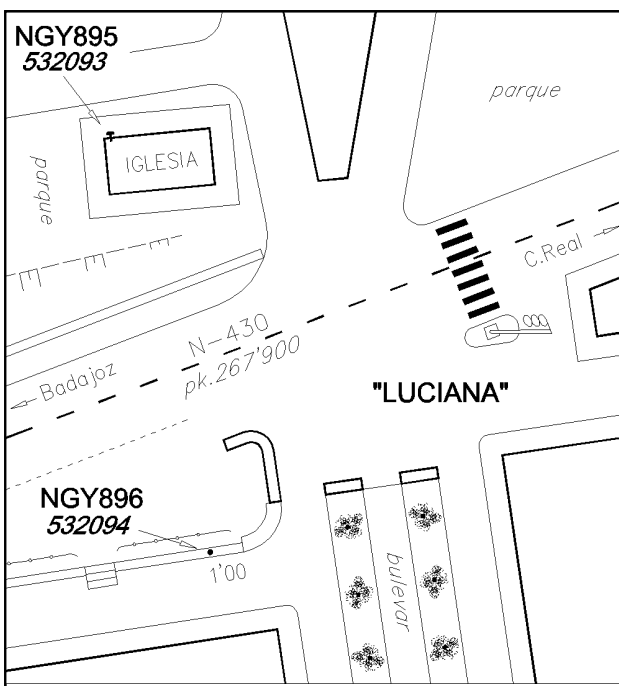 NGY895
532093
parque
parque
IGLESIA
C.Real
N-430
pk.267'900
Badajoz
"LUCIANA"
NGY896
532094
1'00
bulevar